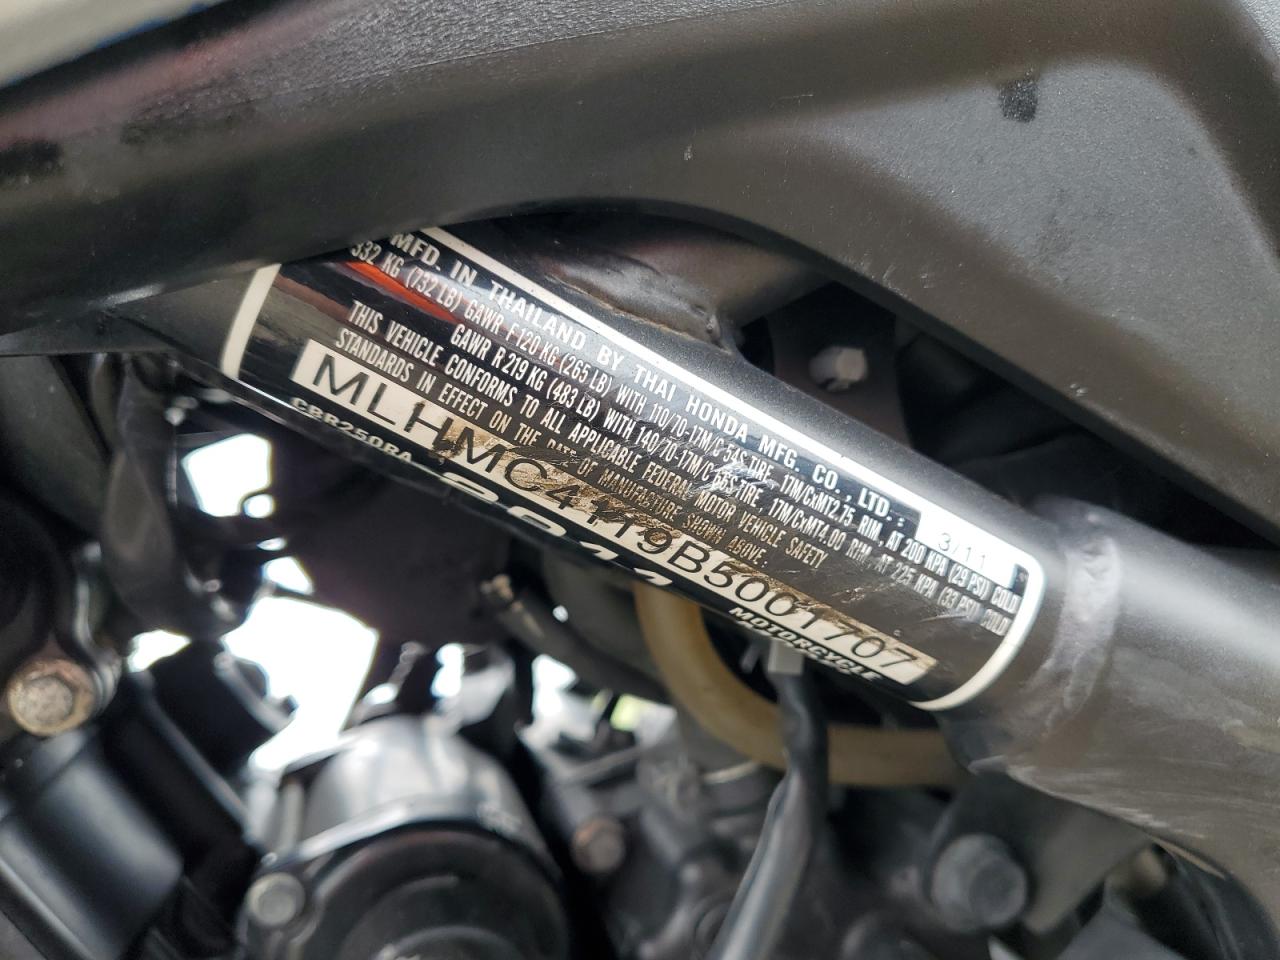 MFD. IN THAILAND BY THAI HONDA MFG. CO., LTD.: 3/11
332 KG (732 LB) GAWR F 120 KG (265 LB) WITH 110/70-17M/C 54S TIRE, 17M/CxMT2.75 RIM, AT 200 KPA (29 PSI) COLD
GAWR R 219 KG (483 LB) WITH 140/70-17M/C 66S TIRE, 17M/CxMT4.00 RIM, AT 225 KPA (33 PSI) COLD
THIS VEHICLE CONFORMS TO ALL APPLICABLE FEDERAL MOTOR VEHICLE SAFETY
STANDARDS IN EFFECT ON THE DATE OF MANUFACTURE SHOWN ABOVE:
MLHMC4119B5001707
CBR250RA 2011 MOTORCYCLE